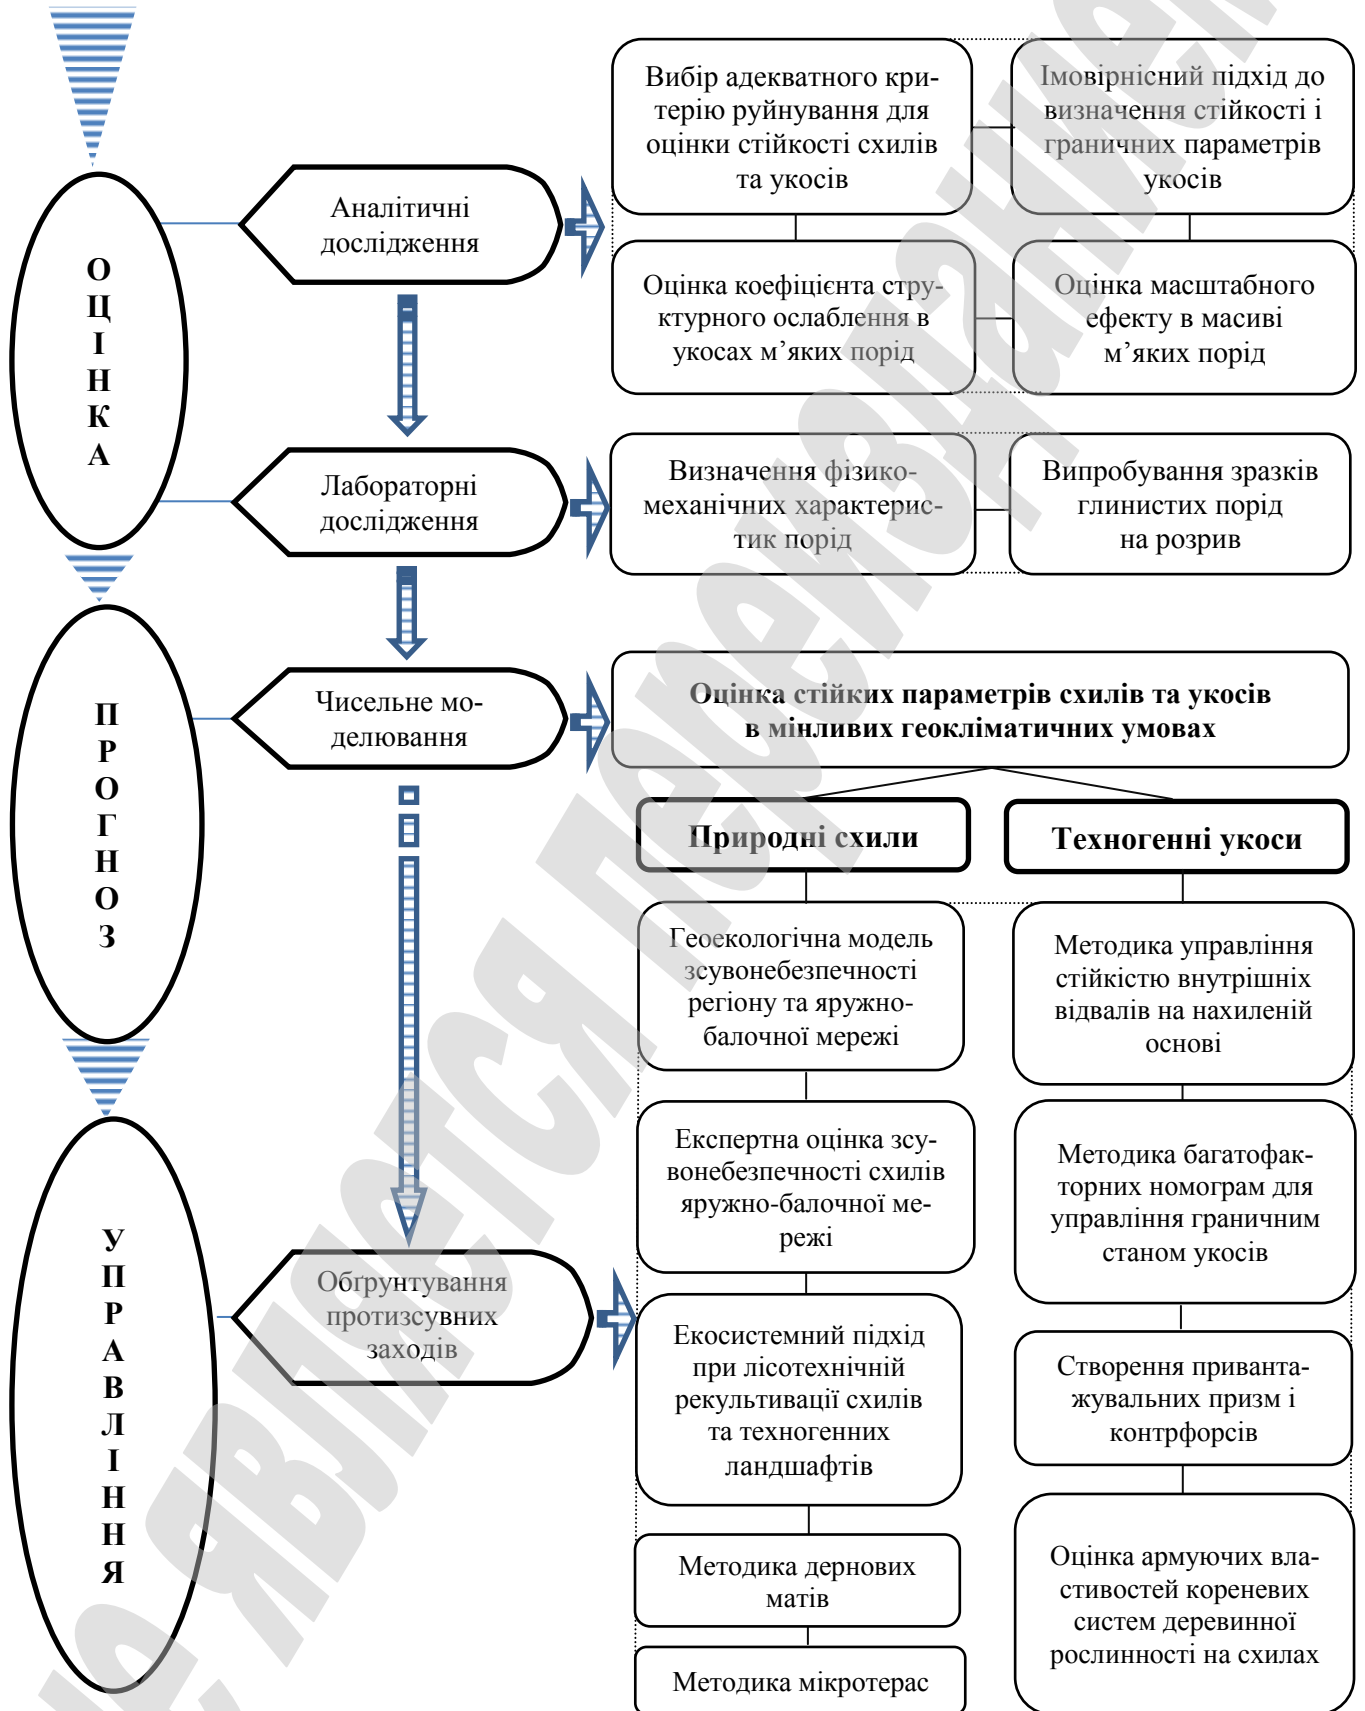 Вибір адекватного кри-
терію руйнування для
оцінки стійкості схилів
та укосів
Імовірнісний підхід до
визначення стійкості і
граничних параметрів
укосів
О
Ц
І
Н
К
А
Аналітичні
дослідження
Оцінка коефіцієнта стру-
ктурного ослаблення в
укосах м’яких порід
Оцінка масштабного
ефекту в масиві
м’яких порід
Лабораторні
дослідження
Визначення фізико-
механічних характерис-
тик порід
Випробування зразків
глинистих порід
на розрив
П
Р
О
Г
Н
О
З
Чисельне мо-
делювання
Оцінка стійких параметрів схилів та укосів
в мінливих геокліматичних умовах
Природні схили
Техногенні укоси
Геоекологічна модель
зсувонебезпечності
регіону та яружно-
балочної мережі
Методика управління
стійкістю внутрішніх
відвалів на нахиленій
основі
Експертна оцінка зсу-
вонебезпечності схилів
яружно-балочної ме-
режі
Методика багатофак-
торних номограм для
управління граничним
станом укосів
У
П
Р
А
В
Л
І
Н
Н
Я
Обґрунтування
протизсувних
заходів
Екосистемний підхід
при лісотехнічній
рекультивації схилів
та техногенних
ландшафтів
Створення приванта-
жувальних призм і
контрфорсів
Методика дернових
матів
Оцінка армуючих вла-
стивостей кореневих
систем деревинної
рослинності на схилах
Методика мікротерас
не является переизданием